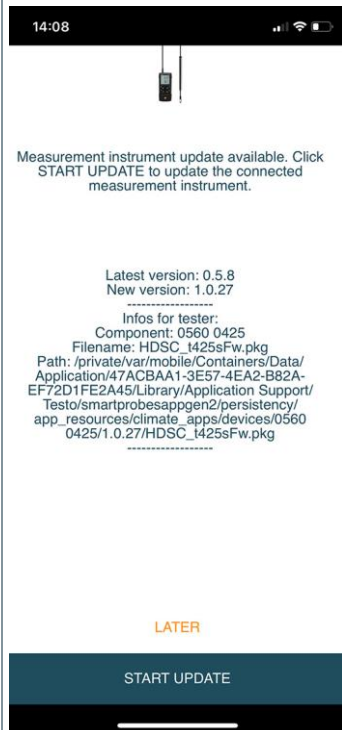 14:08
Measurement instrument update available. Click
START UPDATE to update the connected
measurement instrument.
Latest version: 0.5.8
New version: 1.0.27
------------------
Infos for tester:
Component: 0560 0425
Filename: HDSC_t425sFw.pkg
Path: /private/var/mobile/Containers/Data/
Application/47ACBAA1-3E57-4EA2-B82A-
EF72D1FE2A45/Library/Application Support/
Testo/smartprobesappgen2/persistency/
app_resources/climate_apps/devices/0560
0425/1.0.27/HDSC_t425sFw.pkg
------------------
LATER
START UPDATE